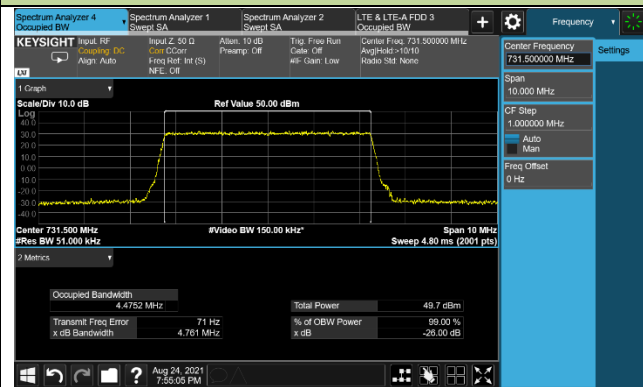 Spectrum Analyzer 4
Occupied BW
Spectrum Analyzer 1
Swept SA
Spectrum Analyzer 2
Swept SA
LTE & LTE-A FDD 3
Occupied BW
Frequency
KEYSIGHT
Input: RF
Coupling: DC
Align: Auto
Input Z: 50 Ω
Corr CCorr
Freq Ref: Int (S)
NFE: Off
Atten: 10 dB
Preamp: Off
Trig: Free Run
Gate: Off
#IF Gain: Low
Center Freq: 731.500000 MHz
Avg|Hold:>10/10
Radio Std: None
LXI
Center Frequency
731.500000 MHz
Settings
Span
10.000 MHz
CF Step
1.000000 MHz
Auto
Man
Freq Offset
0 Hz
1 Graph
Scale/Div 10.0 dB
Ref Value 50.00 dBm
Log
40.0
30.0
20.0
10.0
0.00
-10.0
-20.0
-30.0
-40.0
Center 731.500
#Video BW 150.00 kHz*
Span 10 MHz
#Res BW 51.000 kHz
Sweep 4.80 ms (2001 pts)
2 Metrics
Occupied Bandwidth
4.4752 MHz
Total Power
49.7 dBm
Transmit Freq Error
71 Hz
% of OBW Power
99.00 %
x dB Bandwidth
4.761 MHz
x dB
-26.00 dB
?
Aug 24, 2021
7:55:05 PM